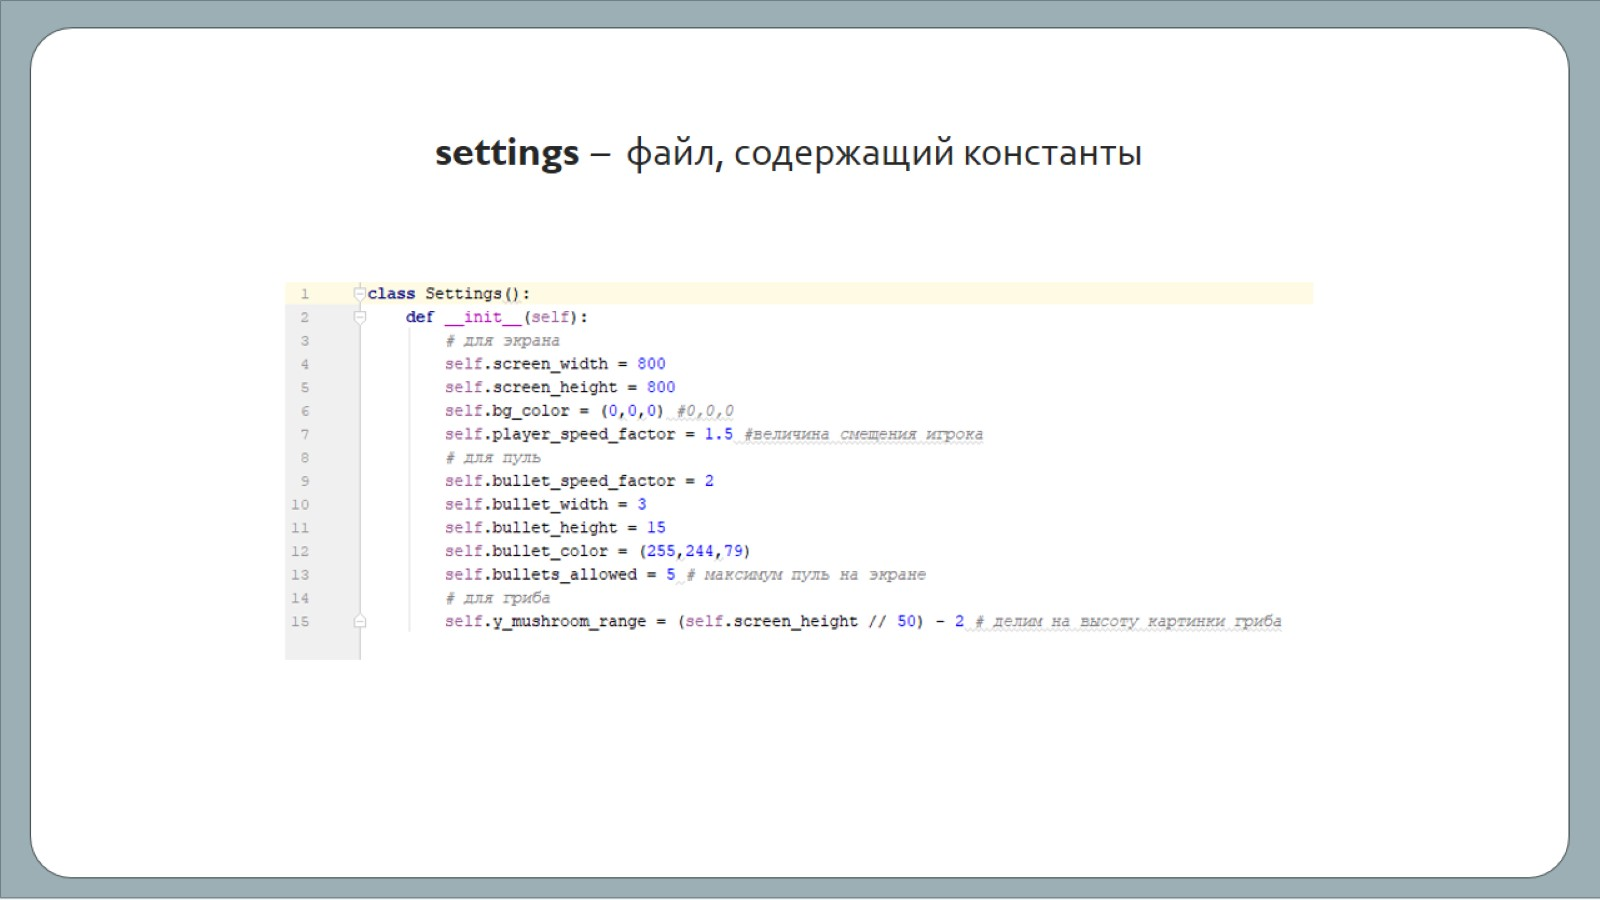 settings – файл, содержащий константы
1 class Settings():
2     def __init__(self):
3         # для экрана
4         self.screen_width = 800
5         self.screen_height = 800
6         self.bg_color = (0,0,0) #0,0,0
7         self.player_speed_factor = 1.5 #величина смещения игрока
8         # для пуль
9         self.bullet_speed_factor = 2
10         self.bullet_width = 3
11         self.bullet_height = 15
12         self.bullet_color = (255,244,79)
13         self.bullets_allowed = 5 # максимум пуль на экране
14         # для гриба
15         self.y_mushroom_range = (self.screen_height // 50) - 2 # делим на высоту картинки гриба